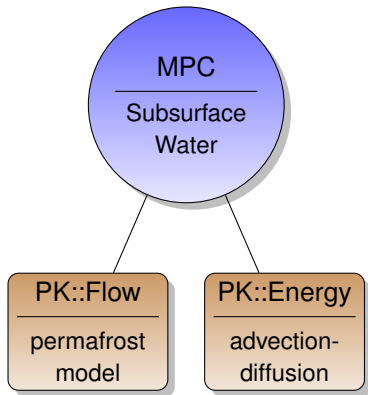 MPC
Subsurface
Water
PK::Flow
permafrost
model
PK::Energy
advection-
diffusion